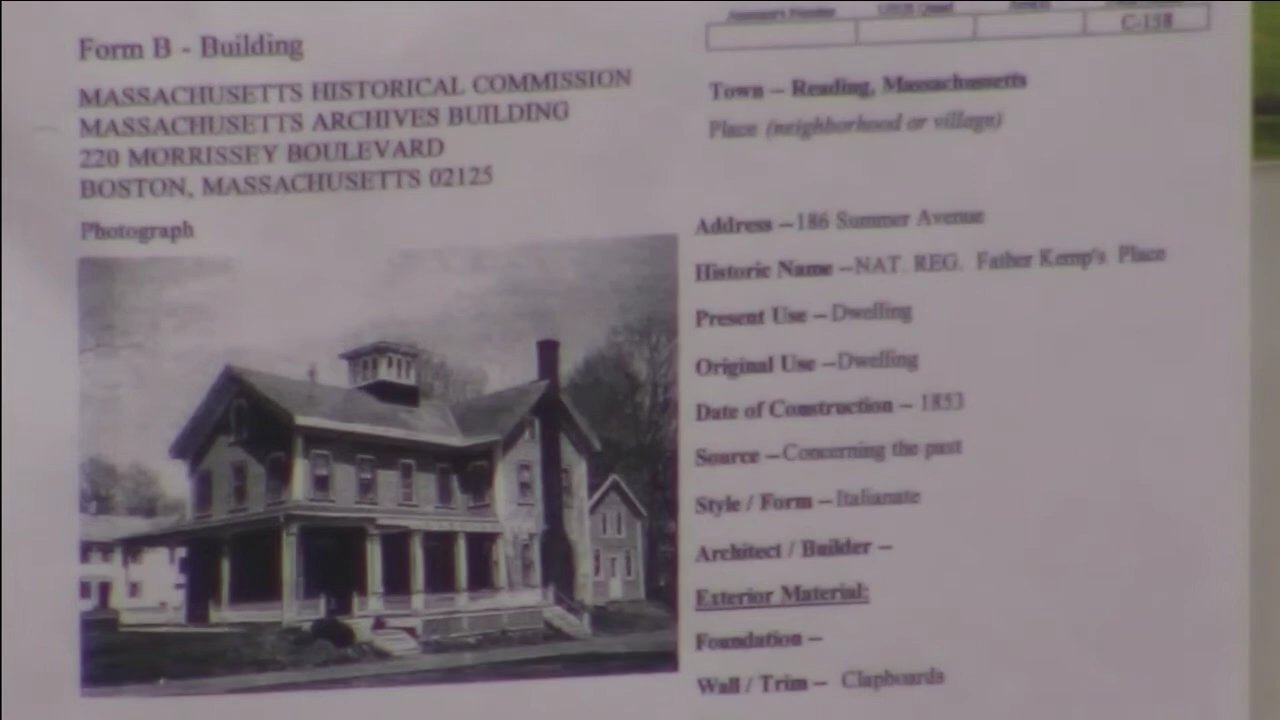 Form B - Building
MASSACHUSETTS HISTORICAL COMMISSION
MASSACHUSETTS ARCHIVES BUILDING
220 MORRISSEY BOULEVARD
BOSTON, MASSACHUSETTS 02125
Photograph
C-158
Town – Reading, Massachusetts
Place (neighborhood or village)
Address –186 Summer Avenue
Historic Name –NAT. REG. Father Kemp's Place
Present Use – Dwelling
Original Use –Dwelling
Date of Construction – 1853
Source –Concerning the past
Style / Form – Italianate
Architect / Builder –
Exterior Material:
Foundation –
Wall / Trim – Clapboards